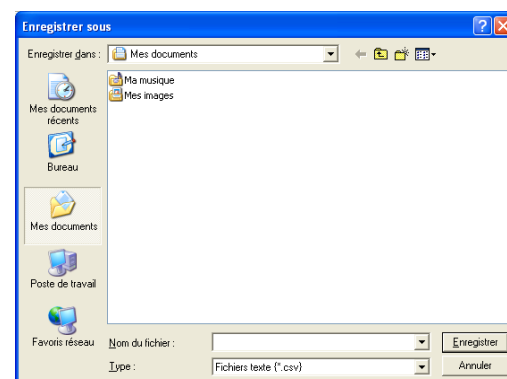 Enregistrer sous
Enregistrer dans : Mes documents
Ma musique
Mes images
Mes documents
récents
Bureau
Mes documents
Poste de travail
Favoris réseau
Nom du fichier : Enregistrer
Type : Fichiers texte (*.csv) Annuler